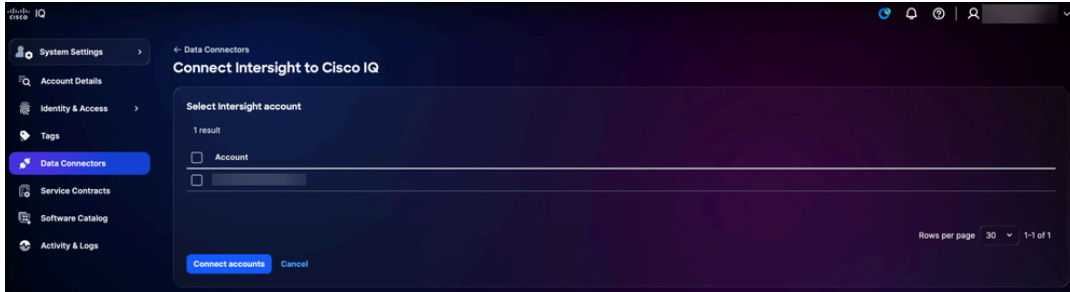 cisco IQ
System Settings
Account Details
Identity & Access
Tags
Data Connectors
Service Contracts
Software Catalog
Activity & Logs
← Data Connectors
Connect Intersight to Cisco IQ
Select Intersight account
1 result
Account
Rows per page 30 1-1 of 1
Connect accounts Cancel